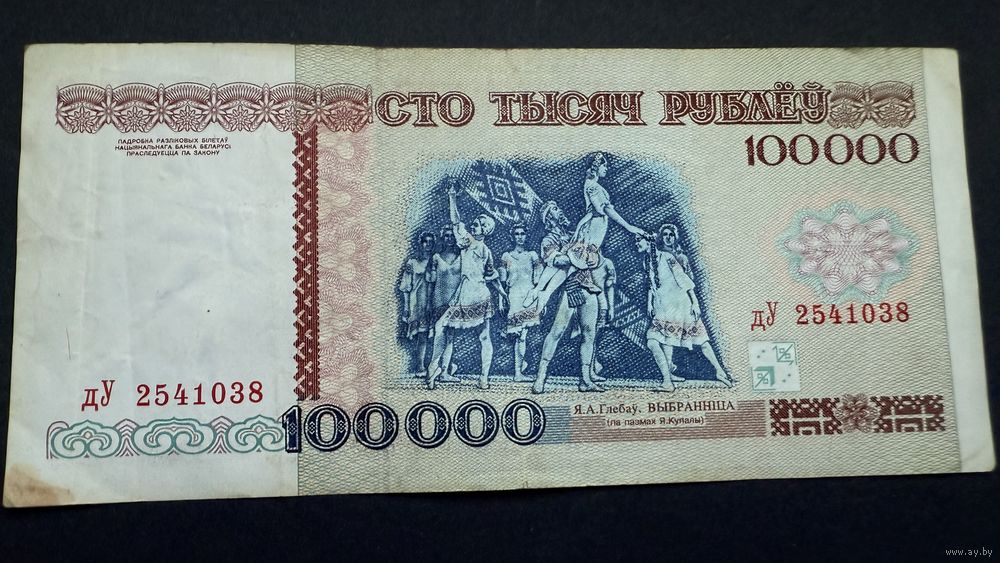 СТО ТЫСЯЧ РУБЛЁЎ
ПАДРОБКА РАЗЛІКОВЫХ БІЛЕТАЎ
НАЦЫЯНАЛЬНАГА БАНКА БЕЛАРУСІ
ПРАСЛЕДУЕЦЦА ПА ЗАКОНУ
100000
дУ 2541038
дУ 2541038
100000
Я.А.Глебаў. ВЫБРАННІЦА
(па паэмах Я.Купалы)
www.ay.by